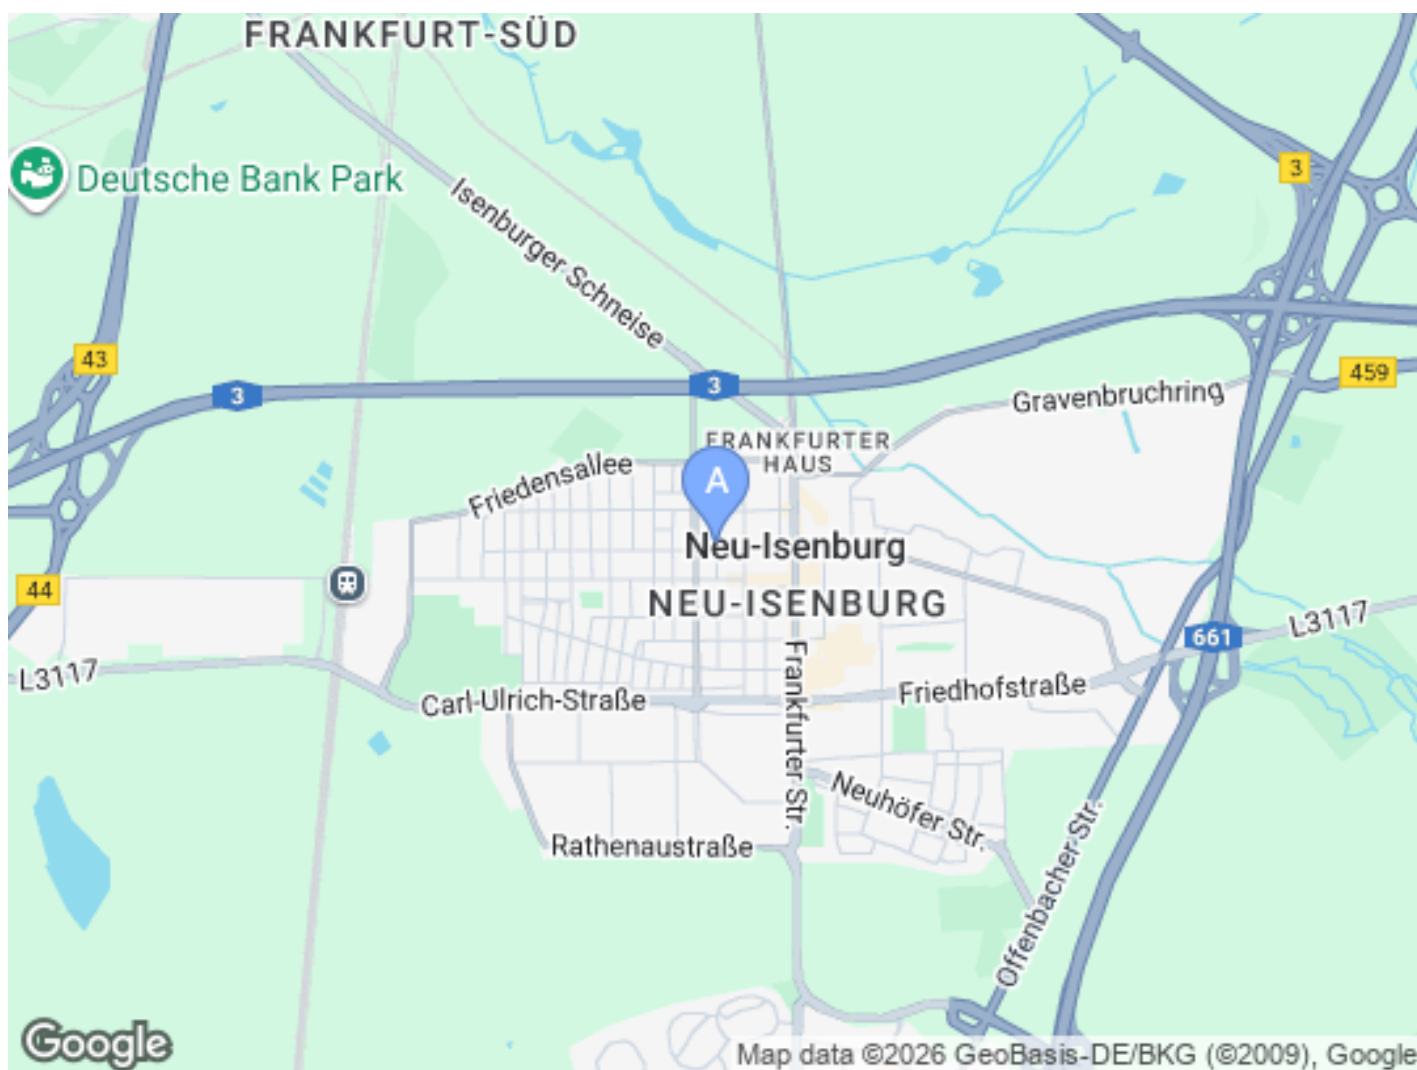 FRANKFURT-SÜD
Deutsche Bank Park
Isenburger Schneise
3
43
3
3
459
Gravenbruchring
FRANKFURTER
HAUS
Friedensallee
A
Neu-Isenburg
44
NEU-ISENBURG
L3117
661
L3117
Carl-Ulrich-Straße
Friedhofstraße
Frankfurter Str.
Neuhöfer Str.
Rathenaustraße
Offenbacher Str.
Google
Map data ©2026 GeoBasis-DE/BKG (©2009), Google